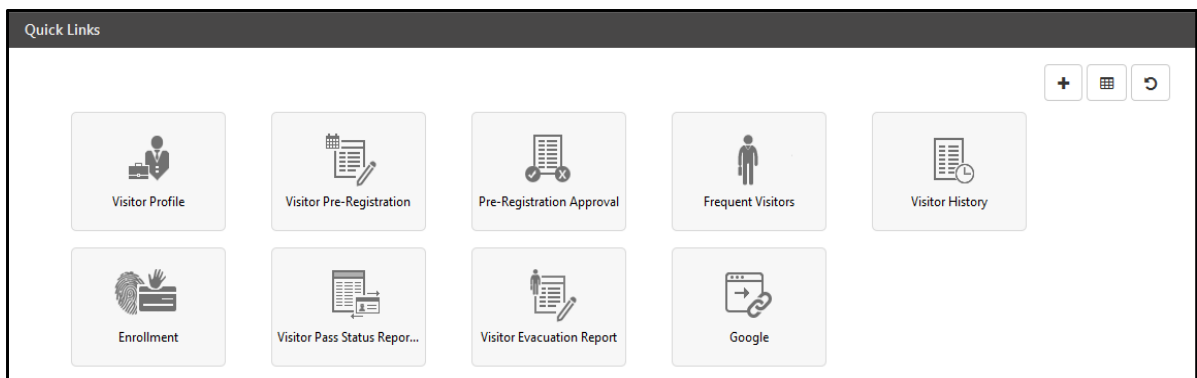 Quick Links
Visitor Profile
Visitor Pre-Registration
Pre-Registration Approval
Frequent Visitors
Visitor History
Enrollment
Visitor Pass Status Repor...
Visitor Evacuation Report
Google